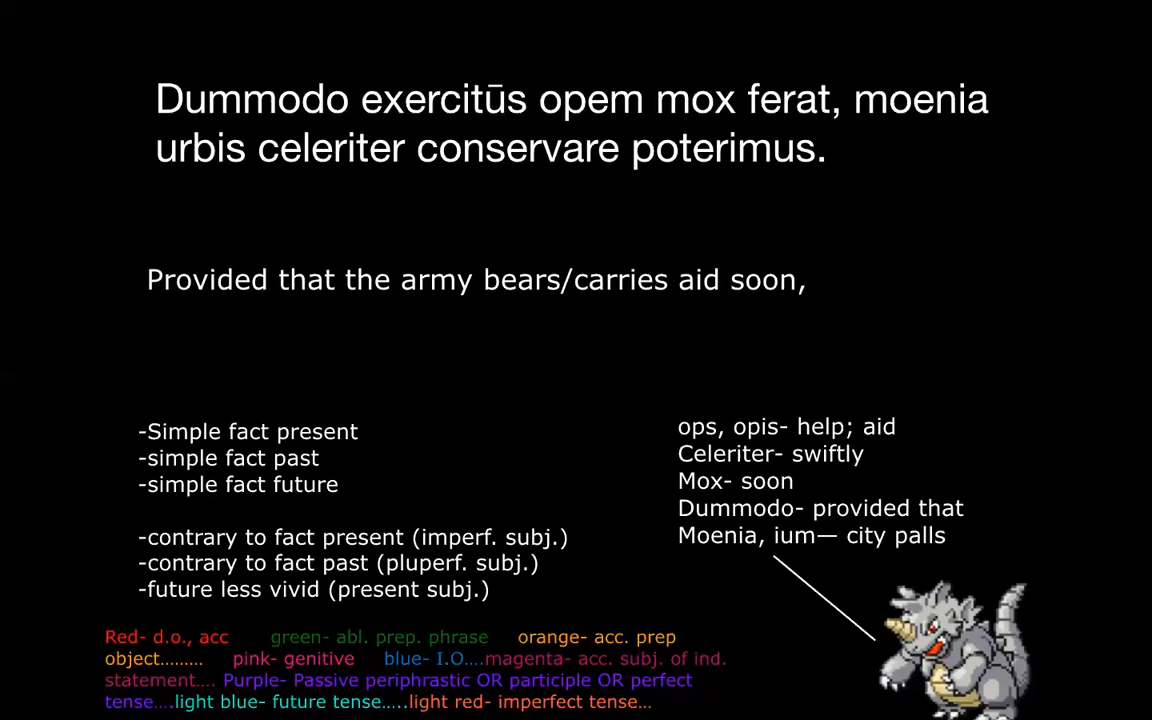 Dummodo exercitūs opem mox ferat, moenia
urbis celeriter conservare poterimus.
Provided that the army bears/carries aid soon,
-Simple fact present
-simple fact past
-simple fact future
-contrary to fact present (imperf. subj.)
-contrary to fact past (pluperf. subj.)
-future less vivid (present subj.)
ops, opis- help; aid
Celeriter- swiftly
Mox- soon
Dummodo- provided that
Moenia, ium— city palls
Red- d.o., acc green- abl. prep. phrase orange- acc. prep
object……… pink- genitive blue- I.O….magenta- acc. subj. of ind.
statement…. Purple- Passive periphrastic OR participle OR perfect
tense….light blue- future tense…..light red- imperfect tense…